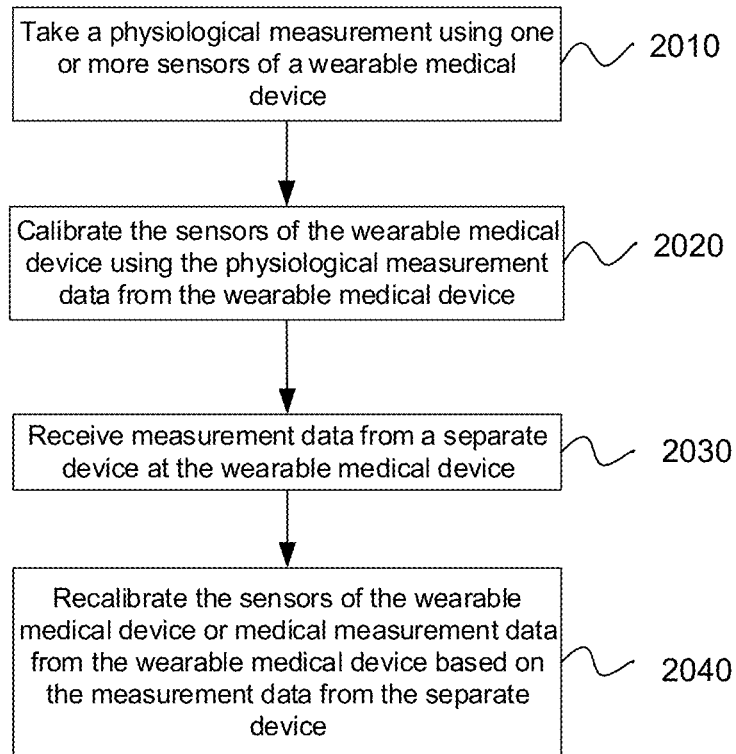 Take a physiological measurement using one
or more sensors of a wearable medical
device
2010
Calibrate the sensors of the wearable medical
device using the physiological measurement
data from the wearable medical device
2020
Receive measurement data from a separate
device at the wearable medical device
2030
Recalibrate the sensors of the wearable
medical device or medical measurement data
from the wearable medical device based on
the measurement data from the separate
device
2040